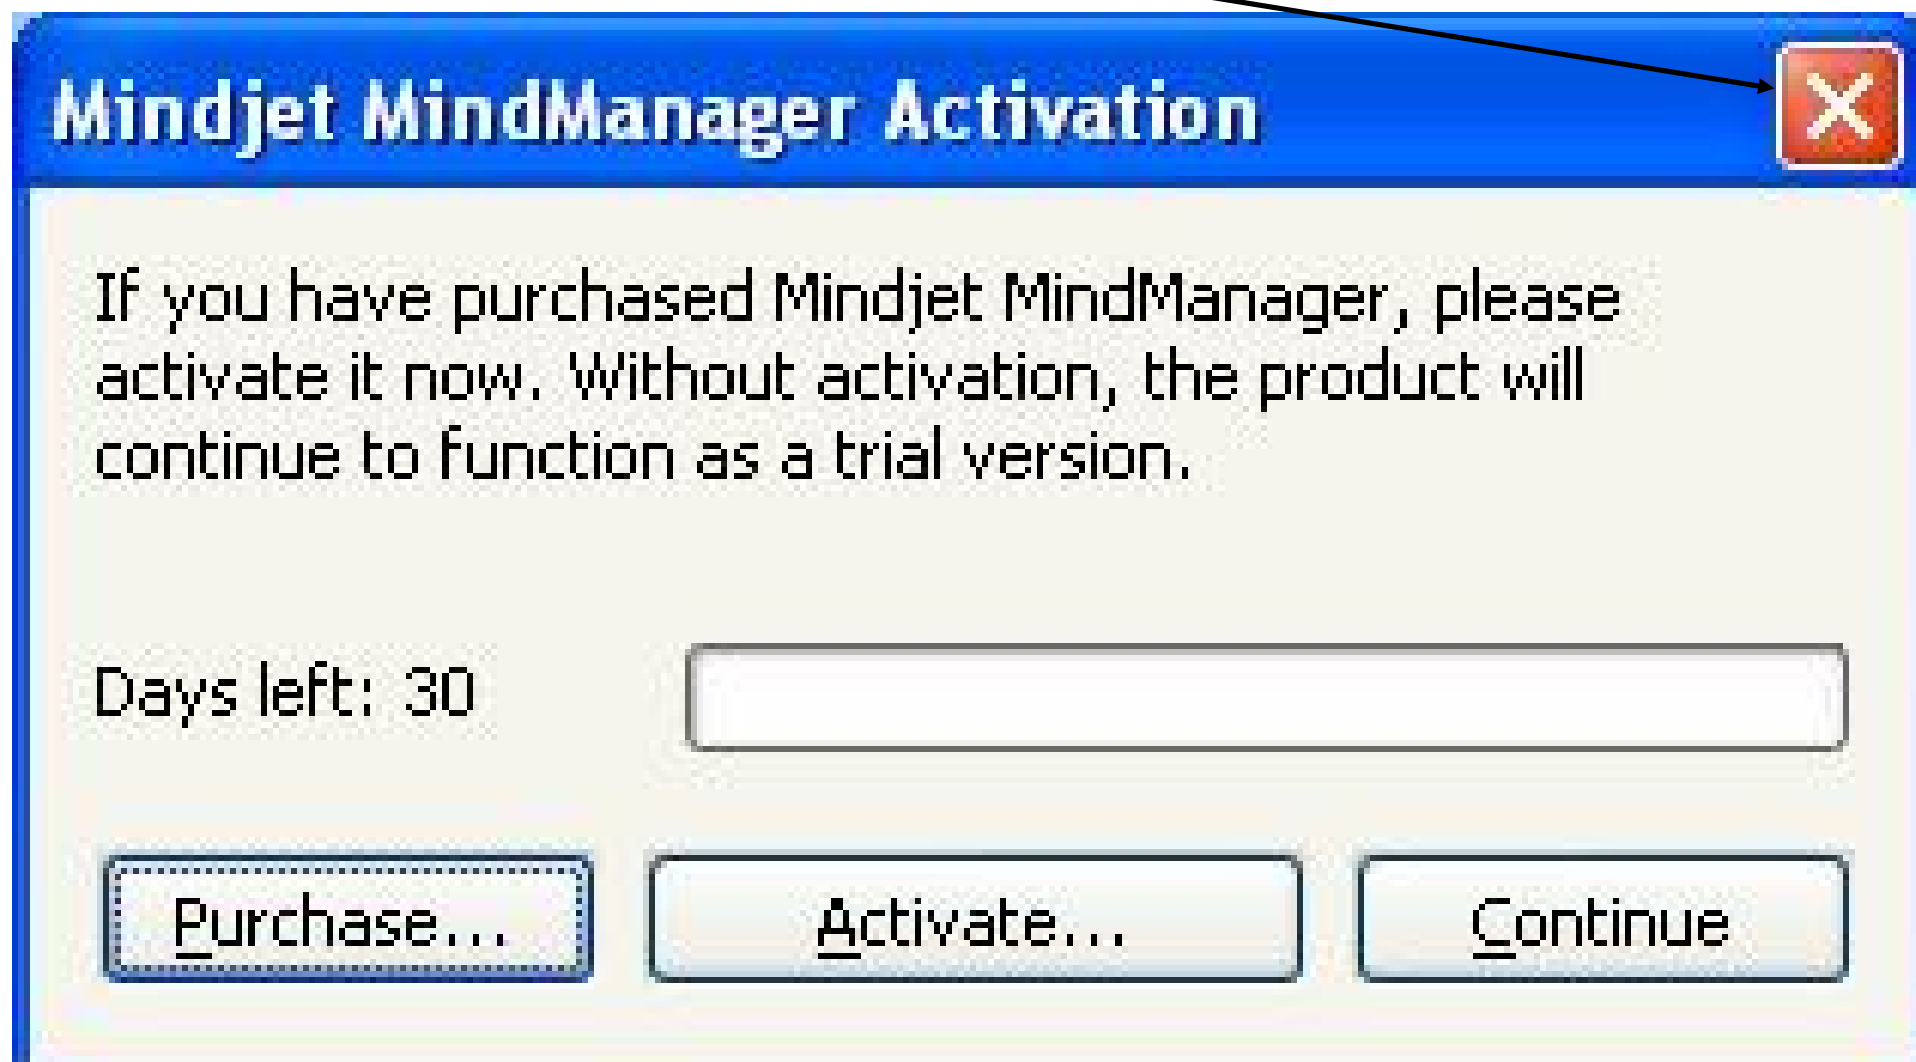 Mindjet MindManager Activation
If you have purchased Mindjet MindManager, please
activate it now. Without activation, the product will
continue to function as a trial version.
Days left: 30
Purchase... Activate... Continue